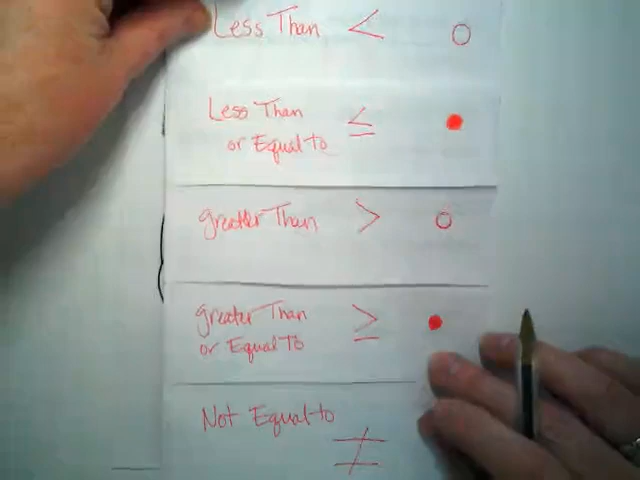 Less Than <
Less Than ≤
or Equal to
greater Than >
greater Than ≥
or Equal To
Not Equal to
≠